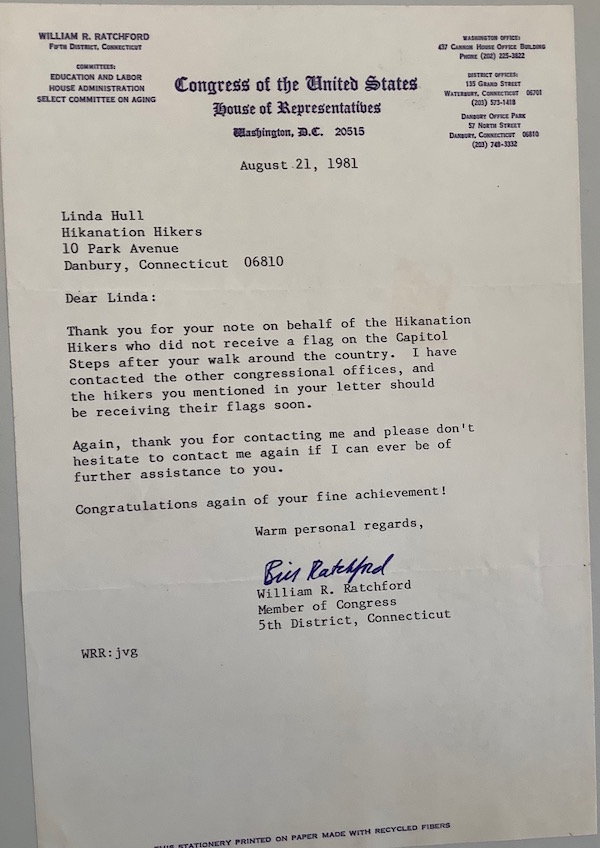 WILLIAM R. RATCHFORD
FIFTH DISTRICT, CONNECTICUT
COMMITTEES:
EDUCATION AND LABOR
HOUSE ADMINISTRATION
SELECT COMMITTEE ON AGING
Congress of the United States
House of Representatives
Washington, D.C. 20515
WASHINGTON OFFICE:
437 CANNON HOUSE OFFICE BUILDING
PHONE (202) 225-3822
DISTRICT OFFICES:
135 GRAND STREET
WATERBURY, CONNECTICUT 06701
(203) 573-1418
DANBURY OFFICE PARK
57 NORTH STREET
DANBURY, CONNECTICUT 06810
(203) 748-3332
August 21, 1981
Linda Hull
Hikanation Hikers
10 Park Avenue
Danbury, Connecticut 06810
Dear Linda:
Thank you for your note on behalf of the Hikanation
Hikers who did not receive a flag on the Capitol
Steps after your walk around the country. I have
contacted the other congressional offices, and
the hikers you mentioned in your letter should
be receiving their flags soon.
Again, thank you for contacting me and please don't
hesitate to contact me again if I can ever be of
further assistance to you.
Congratulations again of your fine achievement!
Warm personal regards,
Bill Ratchford
William R. Ratchford
Member of Congress
5th District, Connecticut
WRR:jvg
THIS STATIONERY PRINTED ON PAPER MADE WITH RECYCLED FIBERS